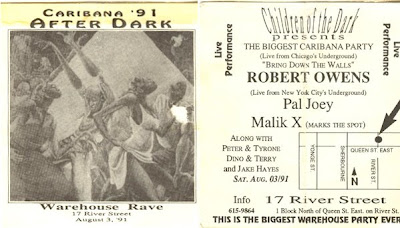 CARIBANA '91
AFTER DARK
Warehouse Rave
17 River Street
August 3, '91
Children of the Dark
presents
THE BIGGEST CARIBANA PARTY
(Live from Chicago's Underground)
"BRING DOWN THE WALLS"
ROBERT OWENS
(Live from New York City's Underground)
Pal Joey
Malik X (MARKS THE SPOT)
Live
Performance
Live
Performance
ALONG WITH
PETER & TYRONE
DINO & TERRY
AND JAKE HAYES
SAT. AUG. 03/91
YONGE ST.
SHERBOURNE
QUEEN ST. EAST
RIVER ST.
N
Info 17 River Street
615-9864 1 Block North of Queen St. East. on River St.
THIS IS THE BIGGEST WAREHOUSE PARTY EVER